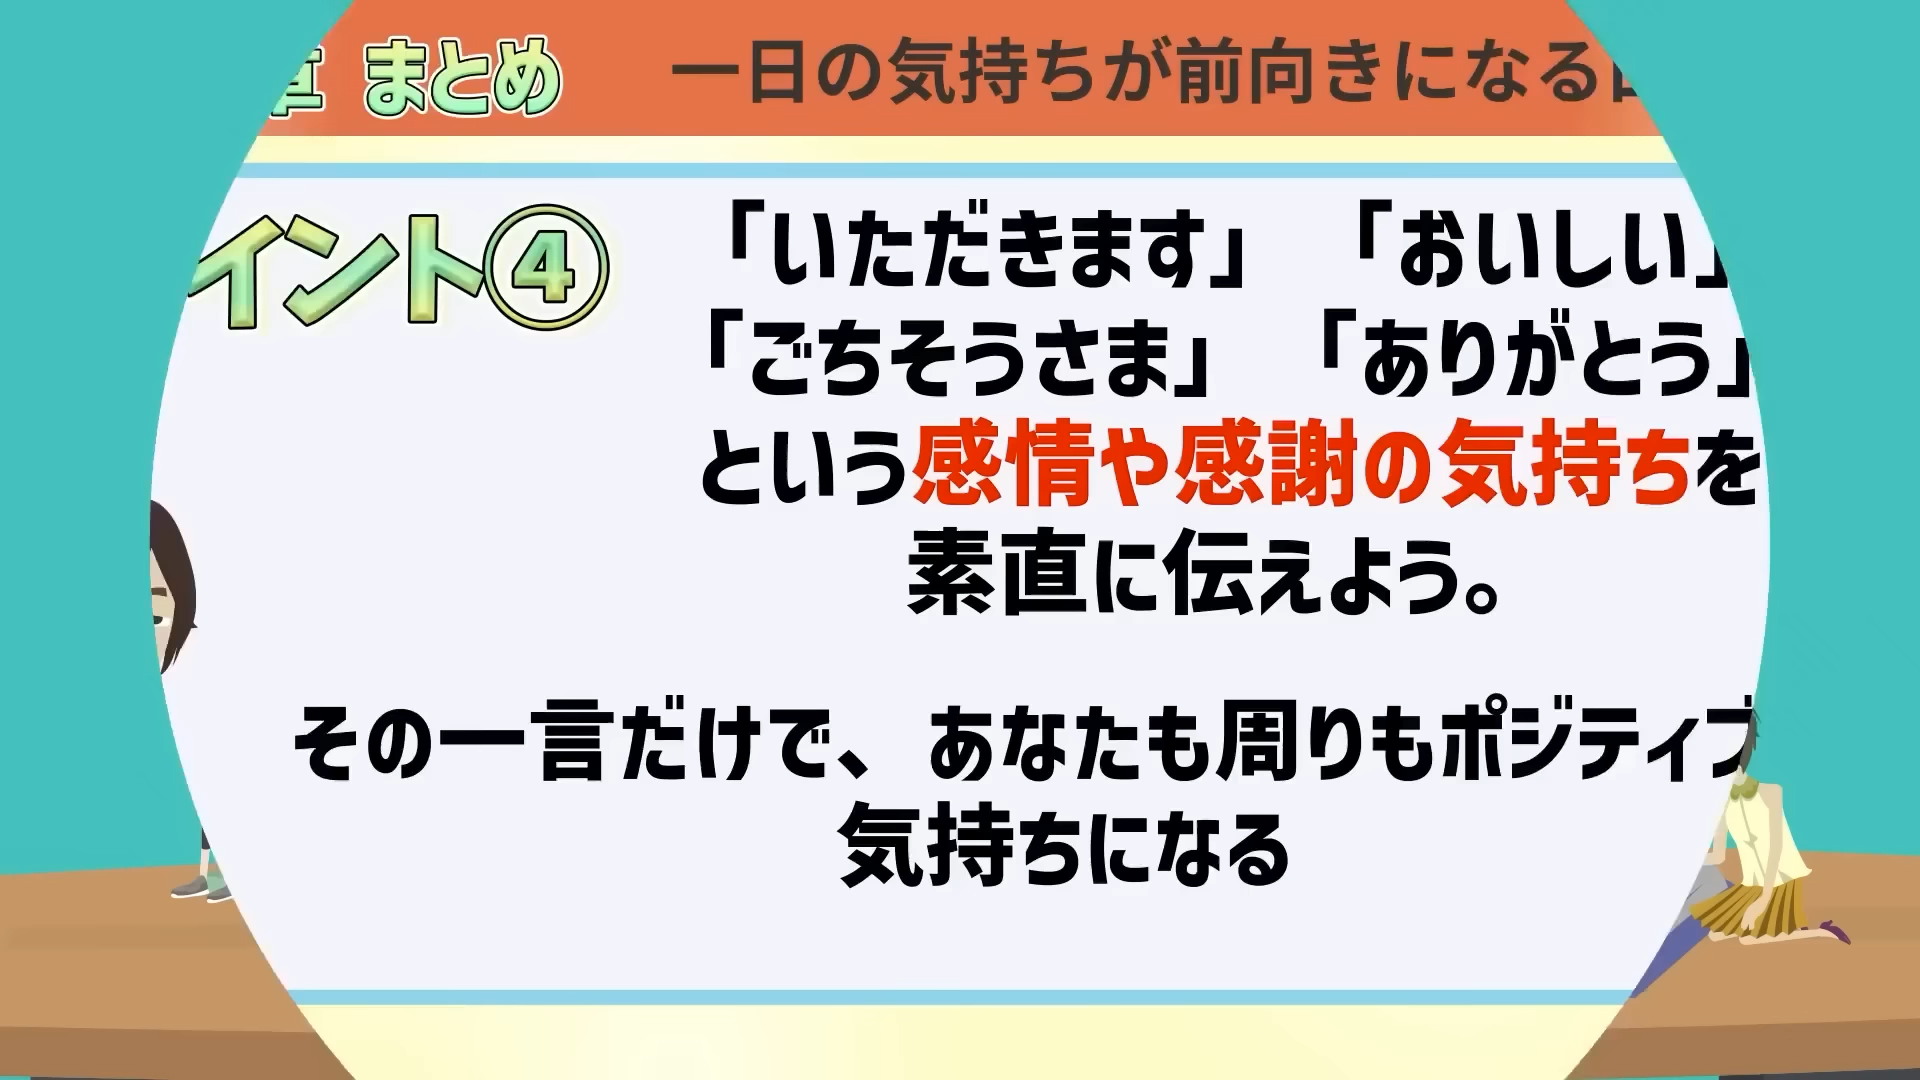 章 まとめ 一日の気持ちが前向きになる
イント④
「いただきます」 「おいしい」
「ごちそうさま」 「ありがとう」
という感情や感謝の気持ちを
素直に伝えよう。
その一言だけで、あなたも周りもポジティブ
気持ちになる